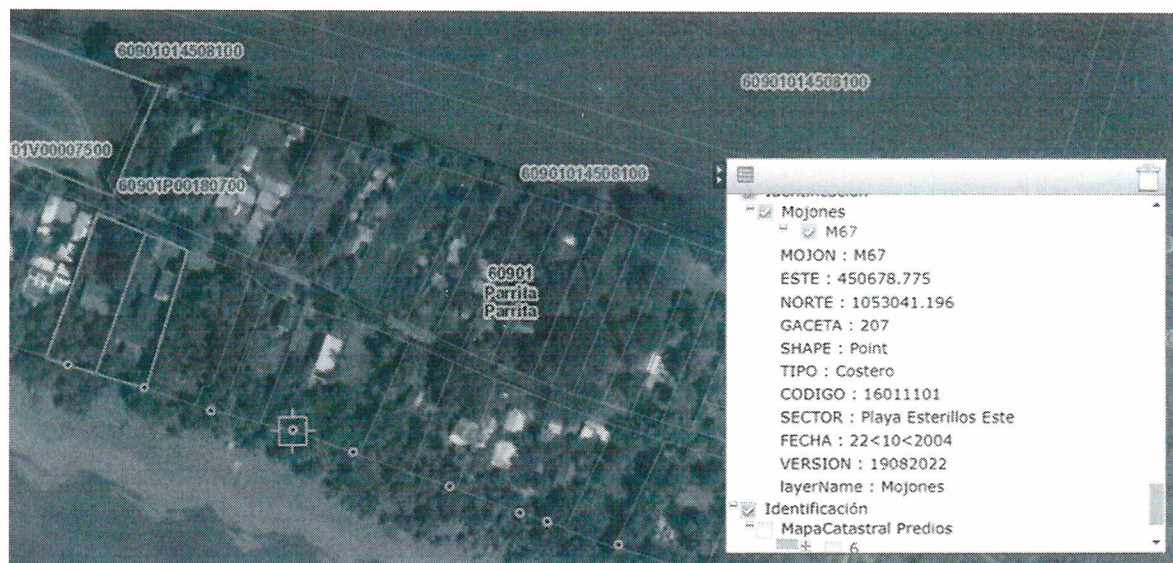 60901014508100
60901014508100
01V00007500
60901P00180700
60901014508100
60901
Parrita
Parrita
Identificación
Mojones
M67
MOJON : M67
ESTE : 450678.775
NORTE : 1053041.196
GACETA : 207
SHAPE : Point
TIPO : Costero
CODIGO : 16011101
SECTOR : Playa Esterillos Este
FECHA : 22<10<2004
VERSION : 19082022
layerName : Mojones
Identificación
MapaCatastral Predios
6